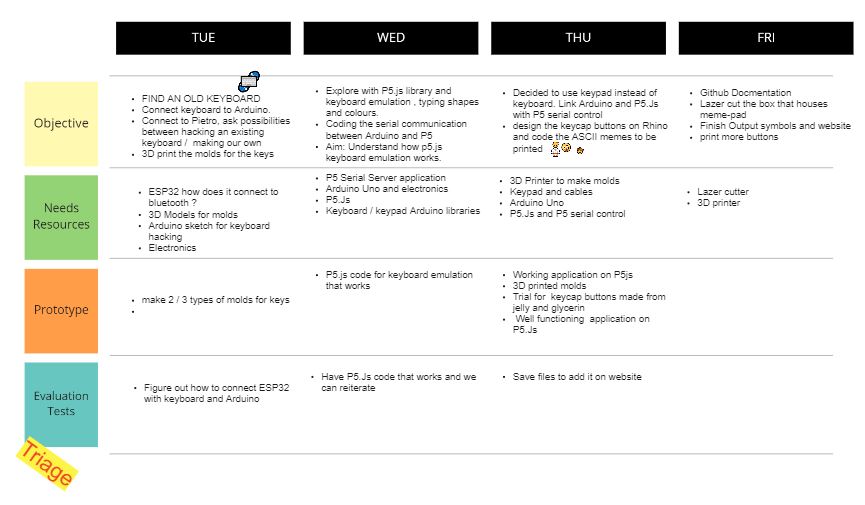 TUE
WED
THU
FRI
Objective
FIND AN OLD KEYBOARD
Connect keyboard to Arduino.
Connect to Pietro, ask possibilities
between hacking an existing
keyboard / making our own
3D print the molds for the keys
Explore with P5.js library and
keyboard emulation , typing shapes
and colours.
Coding the serial communication
between Arduino and P5
Aim: Understand how p5.js
keyboard emulation works.
Decided to use keypad instead of
keyboard. Link Arduino and P5.Js
with P5 serial control
design the keycap buttons on Rhino
and code the ASCII memes to be
printed
Github Docmentation
Lazer cut the box that houses
meme-pad
Finish Output symbols and website
print more buttons
Needs
Resources
ESP32 how does it connect to
bluetooth ?
3D Models for molds
Arduino sketch for keyboard
hacking
Electronics
P5 Serial Server application
Arduino Uno and electronics
P5.Js
Keyboard / keypad Arduino libraries
3D Printer to make molds
Keypad and cables
Arduino Uno
P5.Js and P5 serial control
Lazer cutter
3D printer
Prototype
make 2 / 3 types of molds for keys
P5.js code for keyboard emulation
that works
Working application on P5js
3D printed molds
Trial for keycap buttons made from
jelly and glycerin
Well functioning application on
P5.Js
Evaluation
Tests
Figure out how to connect ESP32
with keyboard and Arduino
Have P5.Js code that works and we
can reiterate
Save files to add it on website
Triage